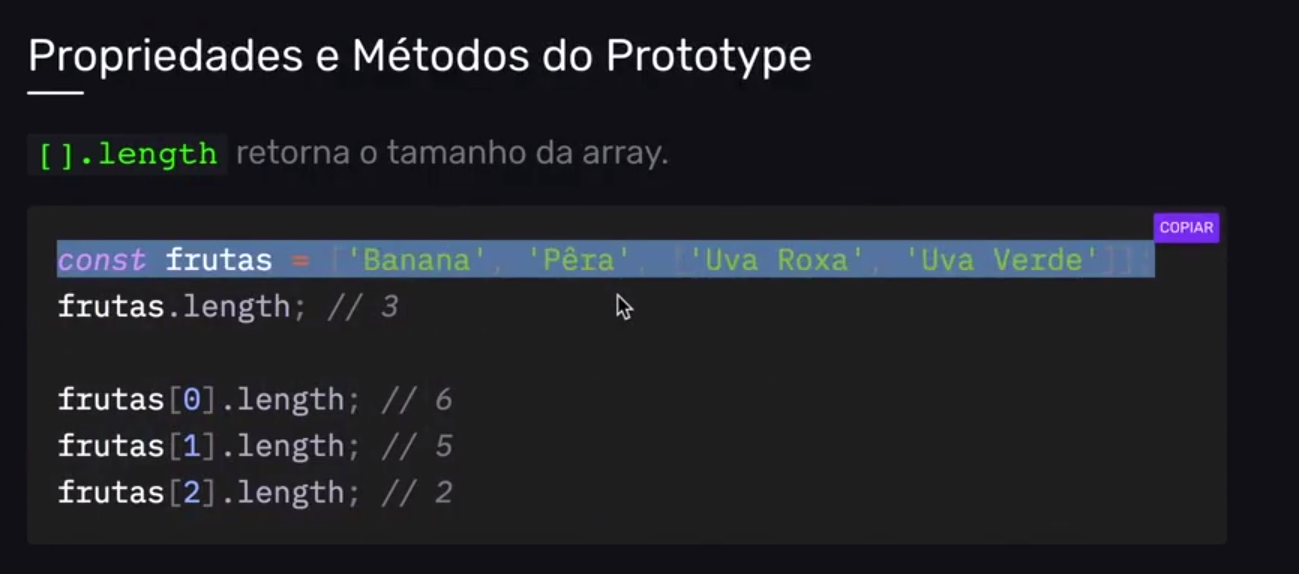 Propriedades e Métodos do Prototype
[].length retorna o tamanho da array.
COPIAR
const frutas = ['Banana', 'Pêra', ['Uva Roxa', 'Uva Verde']];
frutas.length; // 3
frutas[0].length; // 6
frutas[1].length; // 5
frutas[2].length; // 2